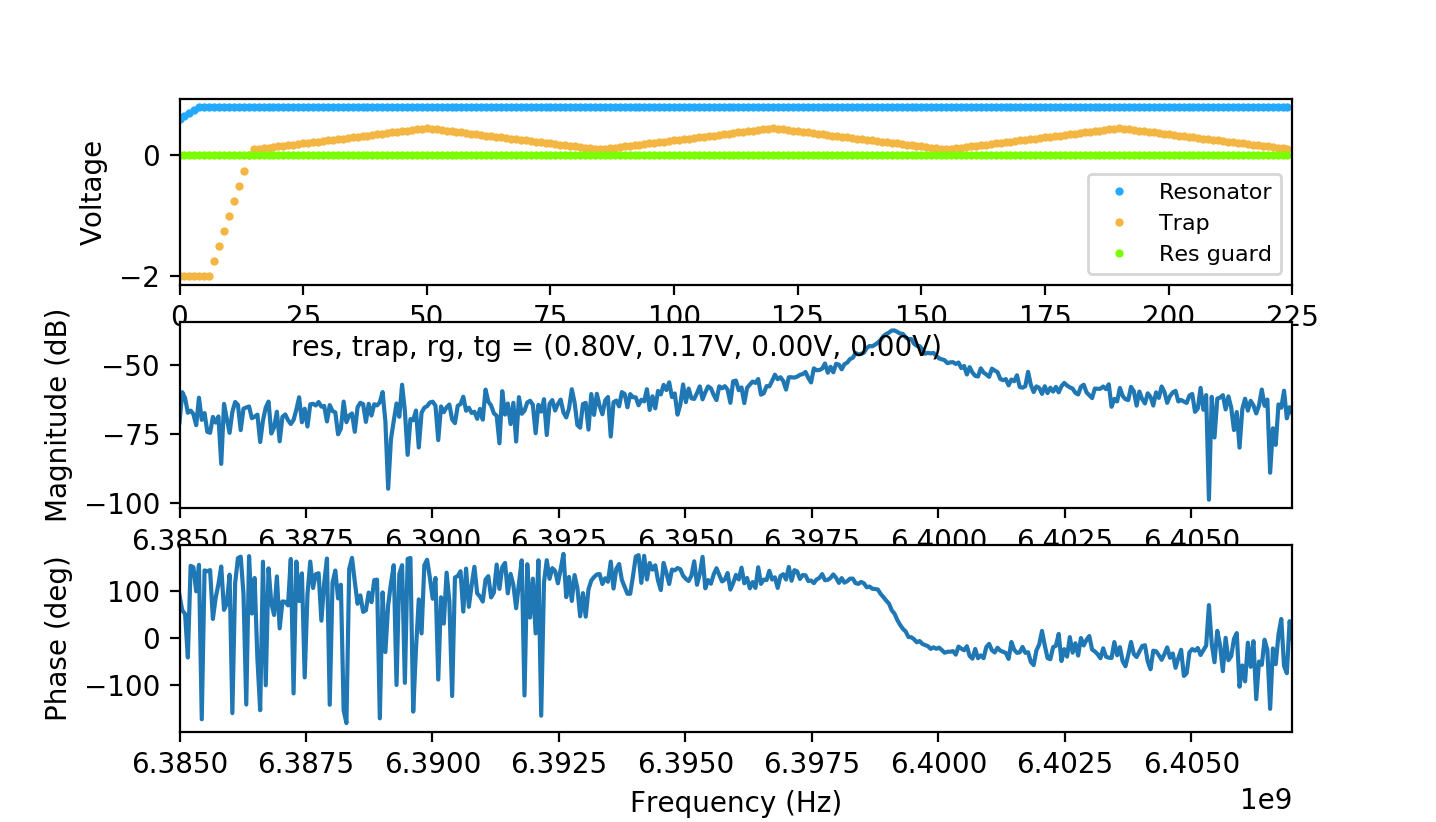 Voltage
0
−2
Resonator
Trap
Res guard
0 25 50 75 100 125 150 175 200 225
res, trap, rg, tg = (0.80V, 0.17V, 0.00V, 0.00V)
Magnitude (dB)
−50
−75
−100
6.3850 6.3875 6.3900 6.3925 6.3950 6.3975 6.4000 6.4025 6.4050
Phase (deg)
100
0
−100
6.3850 6.3875 6.3900 6.3925 6.3950 6.3975 6.4000 6.4025 6.4050
Frequency (Hz)
1e9